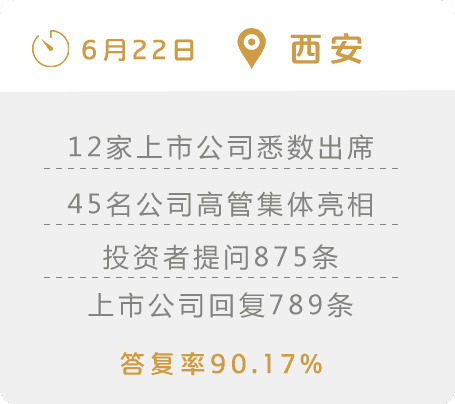 6月22日 西安
12家上市公司悉数出席
45名公司高管集体亮相
投资者提问875条
上市公司回复789条
答复率90.17%